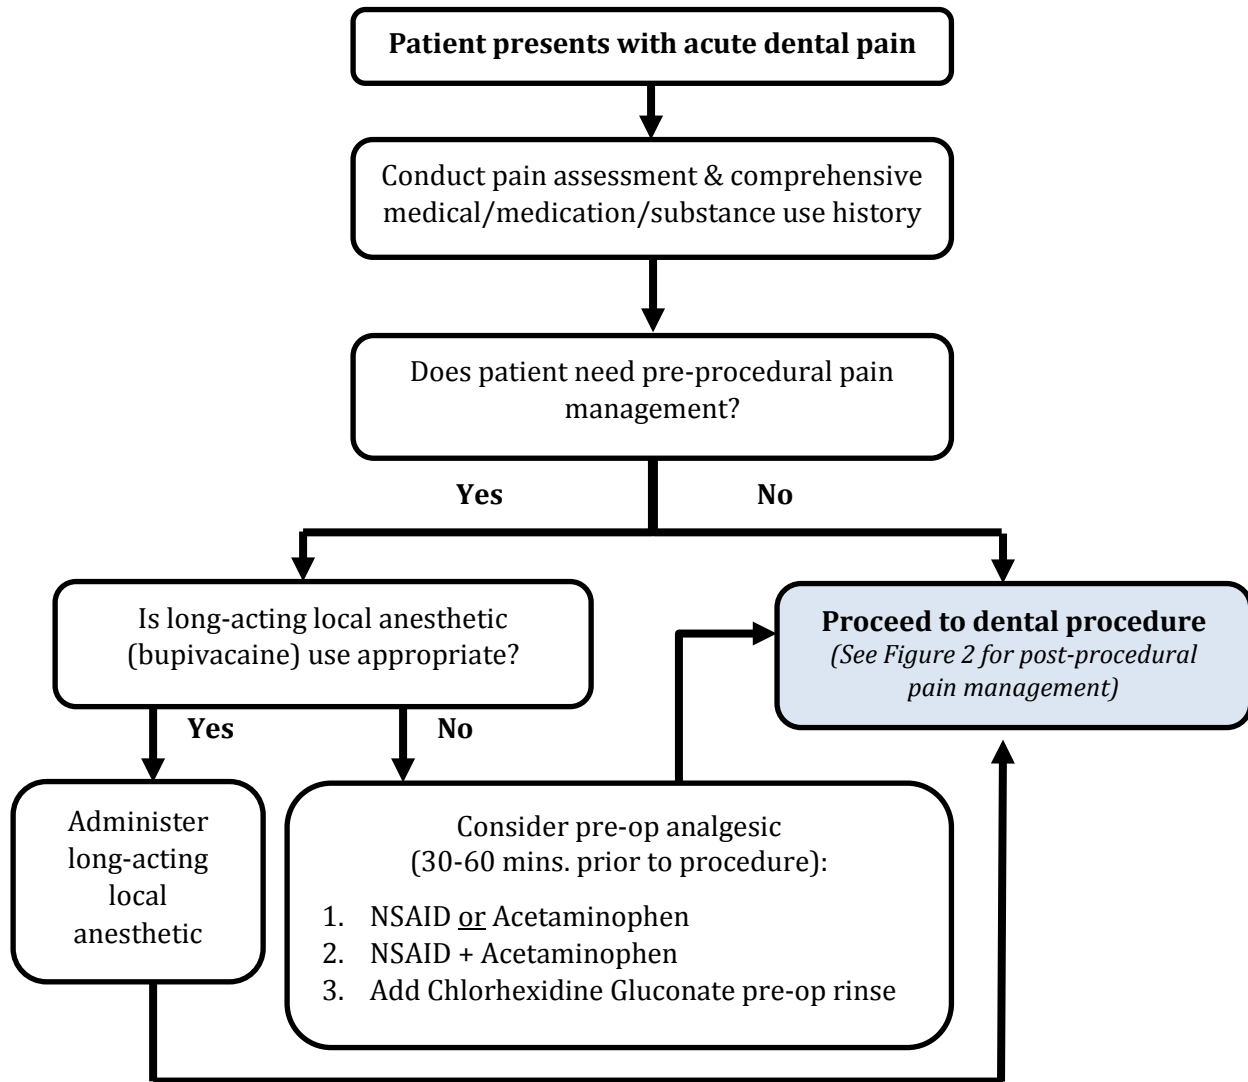 Patient presents with acute dental pain
Conduct pain assessment & comprehensive
medical/medication/substance use history
Does patient need pre-procedural pain
management?
Yes
No
Is long-acting local anesthetic
(bupivacaine) use appropriate?
Proceed to dental procedure
(See Figure 2 for post-procedural
pain management)
Yes
No
Administer
long-acting
local
anesthetic
Consider pre-op analgesic
(30-60 mins. prior to procedure):
1. NSAID or Acetaminophen
2. NSAID + Acetaminophen
3. Add Chlorhexidine Gluconate pre-op rinse